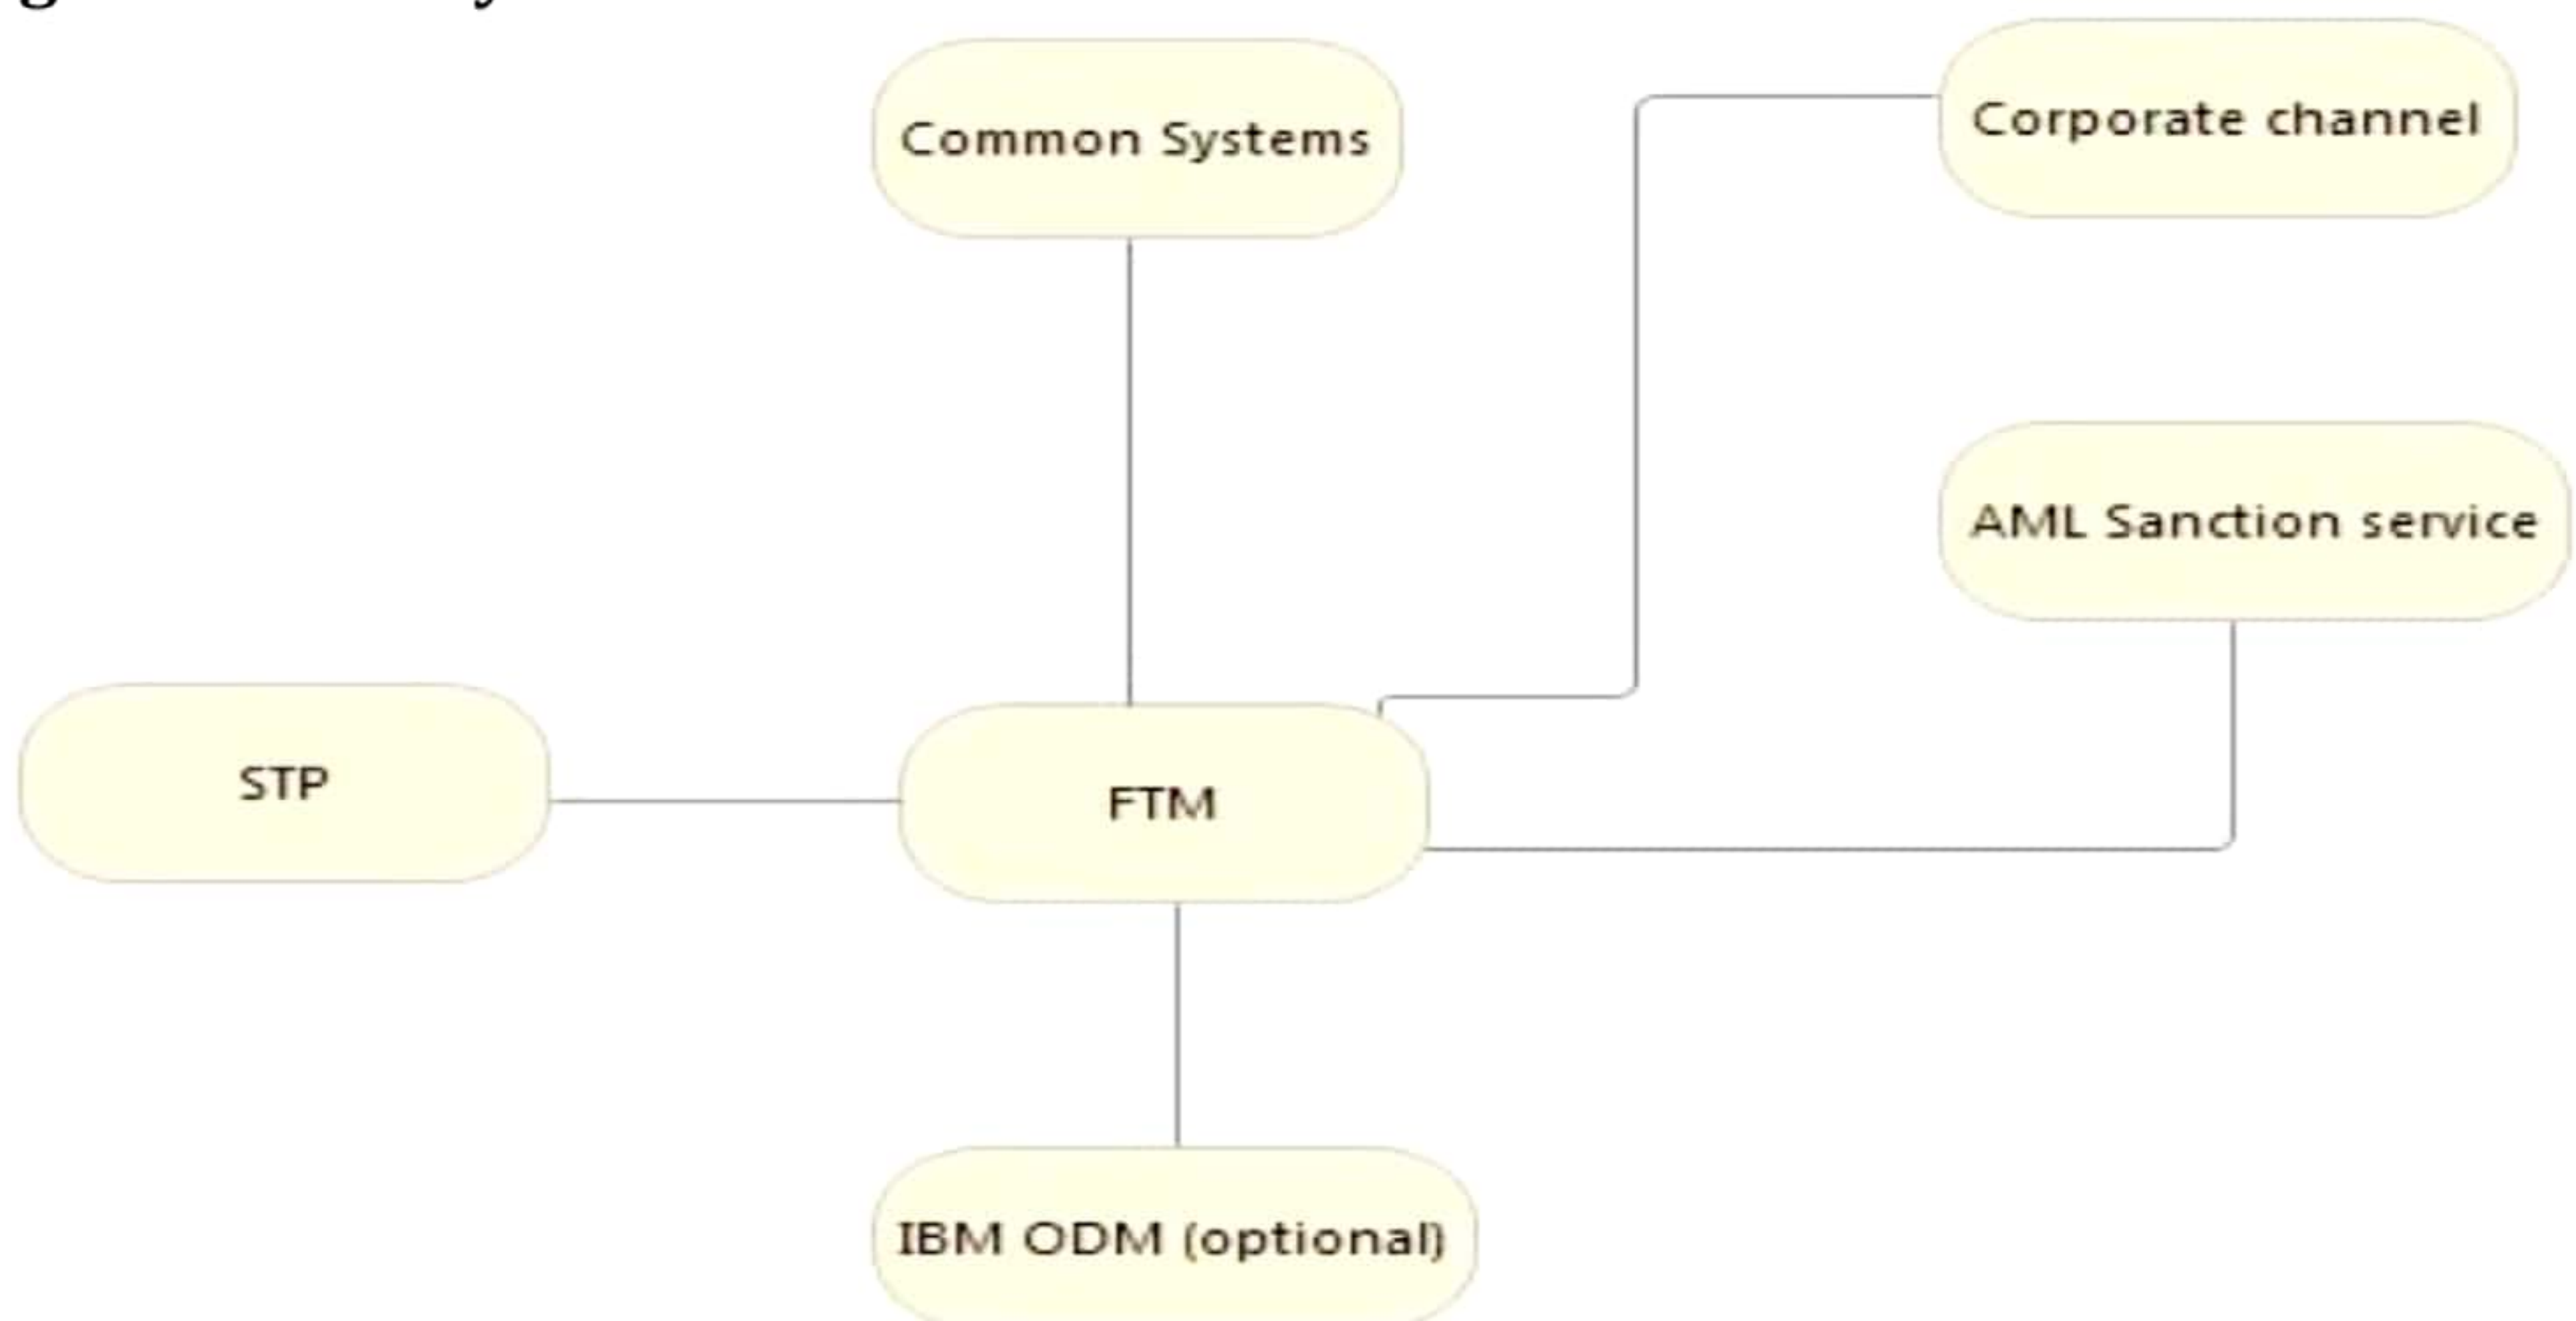 Common Systems
Corporate channel
AML Sanction service
STP
FTM
IBM ODM (optional)